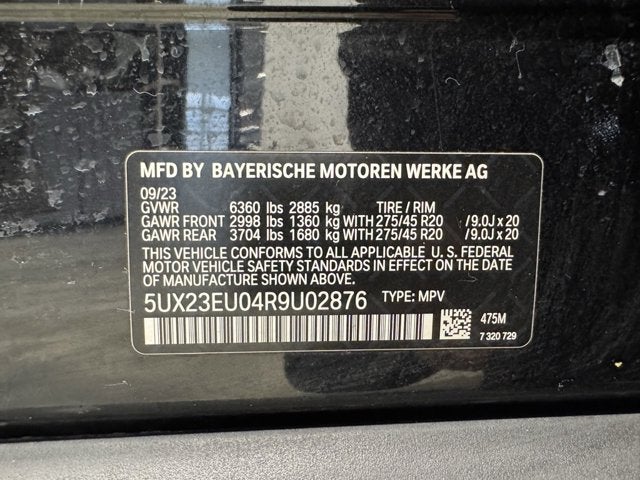 MFD BY BAYERISCHE MOTOREN WERKE AG
09/23
GVWR 6360 lbs 2885 kg TIRE / RIM
GAWR FRONT 2998 lbs 1360 kg WITH 275/45 R20 /9.0J x 20
GAWR REAR 3704 lbs 1680 kg WITH 275/45 R20 /9.0J x 20
THIS VEHICLE CONFORMS TO ALL APPLICABLE U. S. FEDERAL
MOTOR VEHICLE SAFETY STANDARDS IN EFFECT ON THE DATE
OF MANUFACTURE SHOWN ABOVE.
5UX23EU04R9U02876 TYPE: MPV
475M
7 320 729